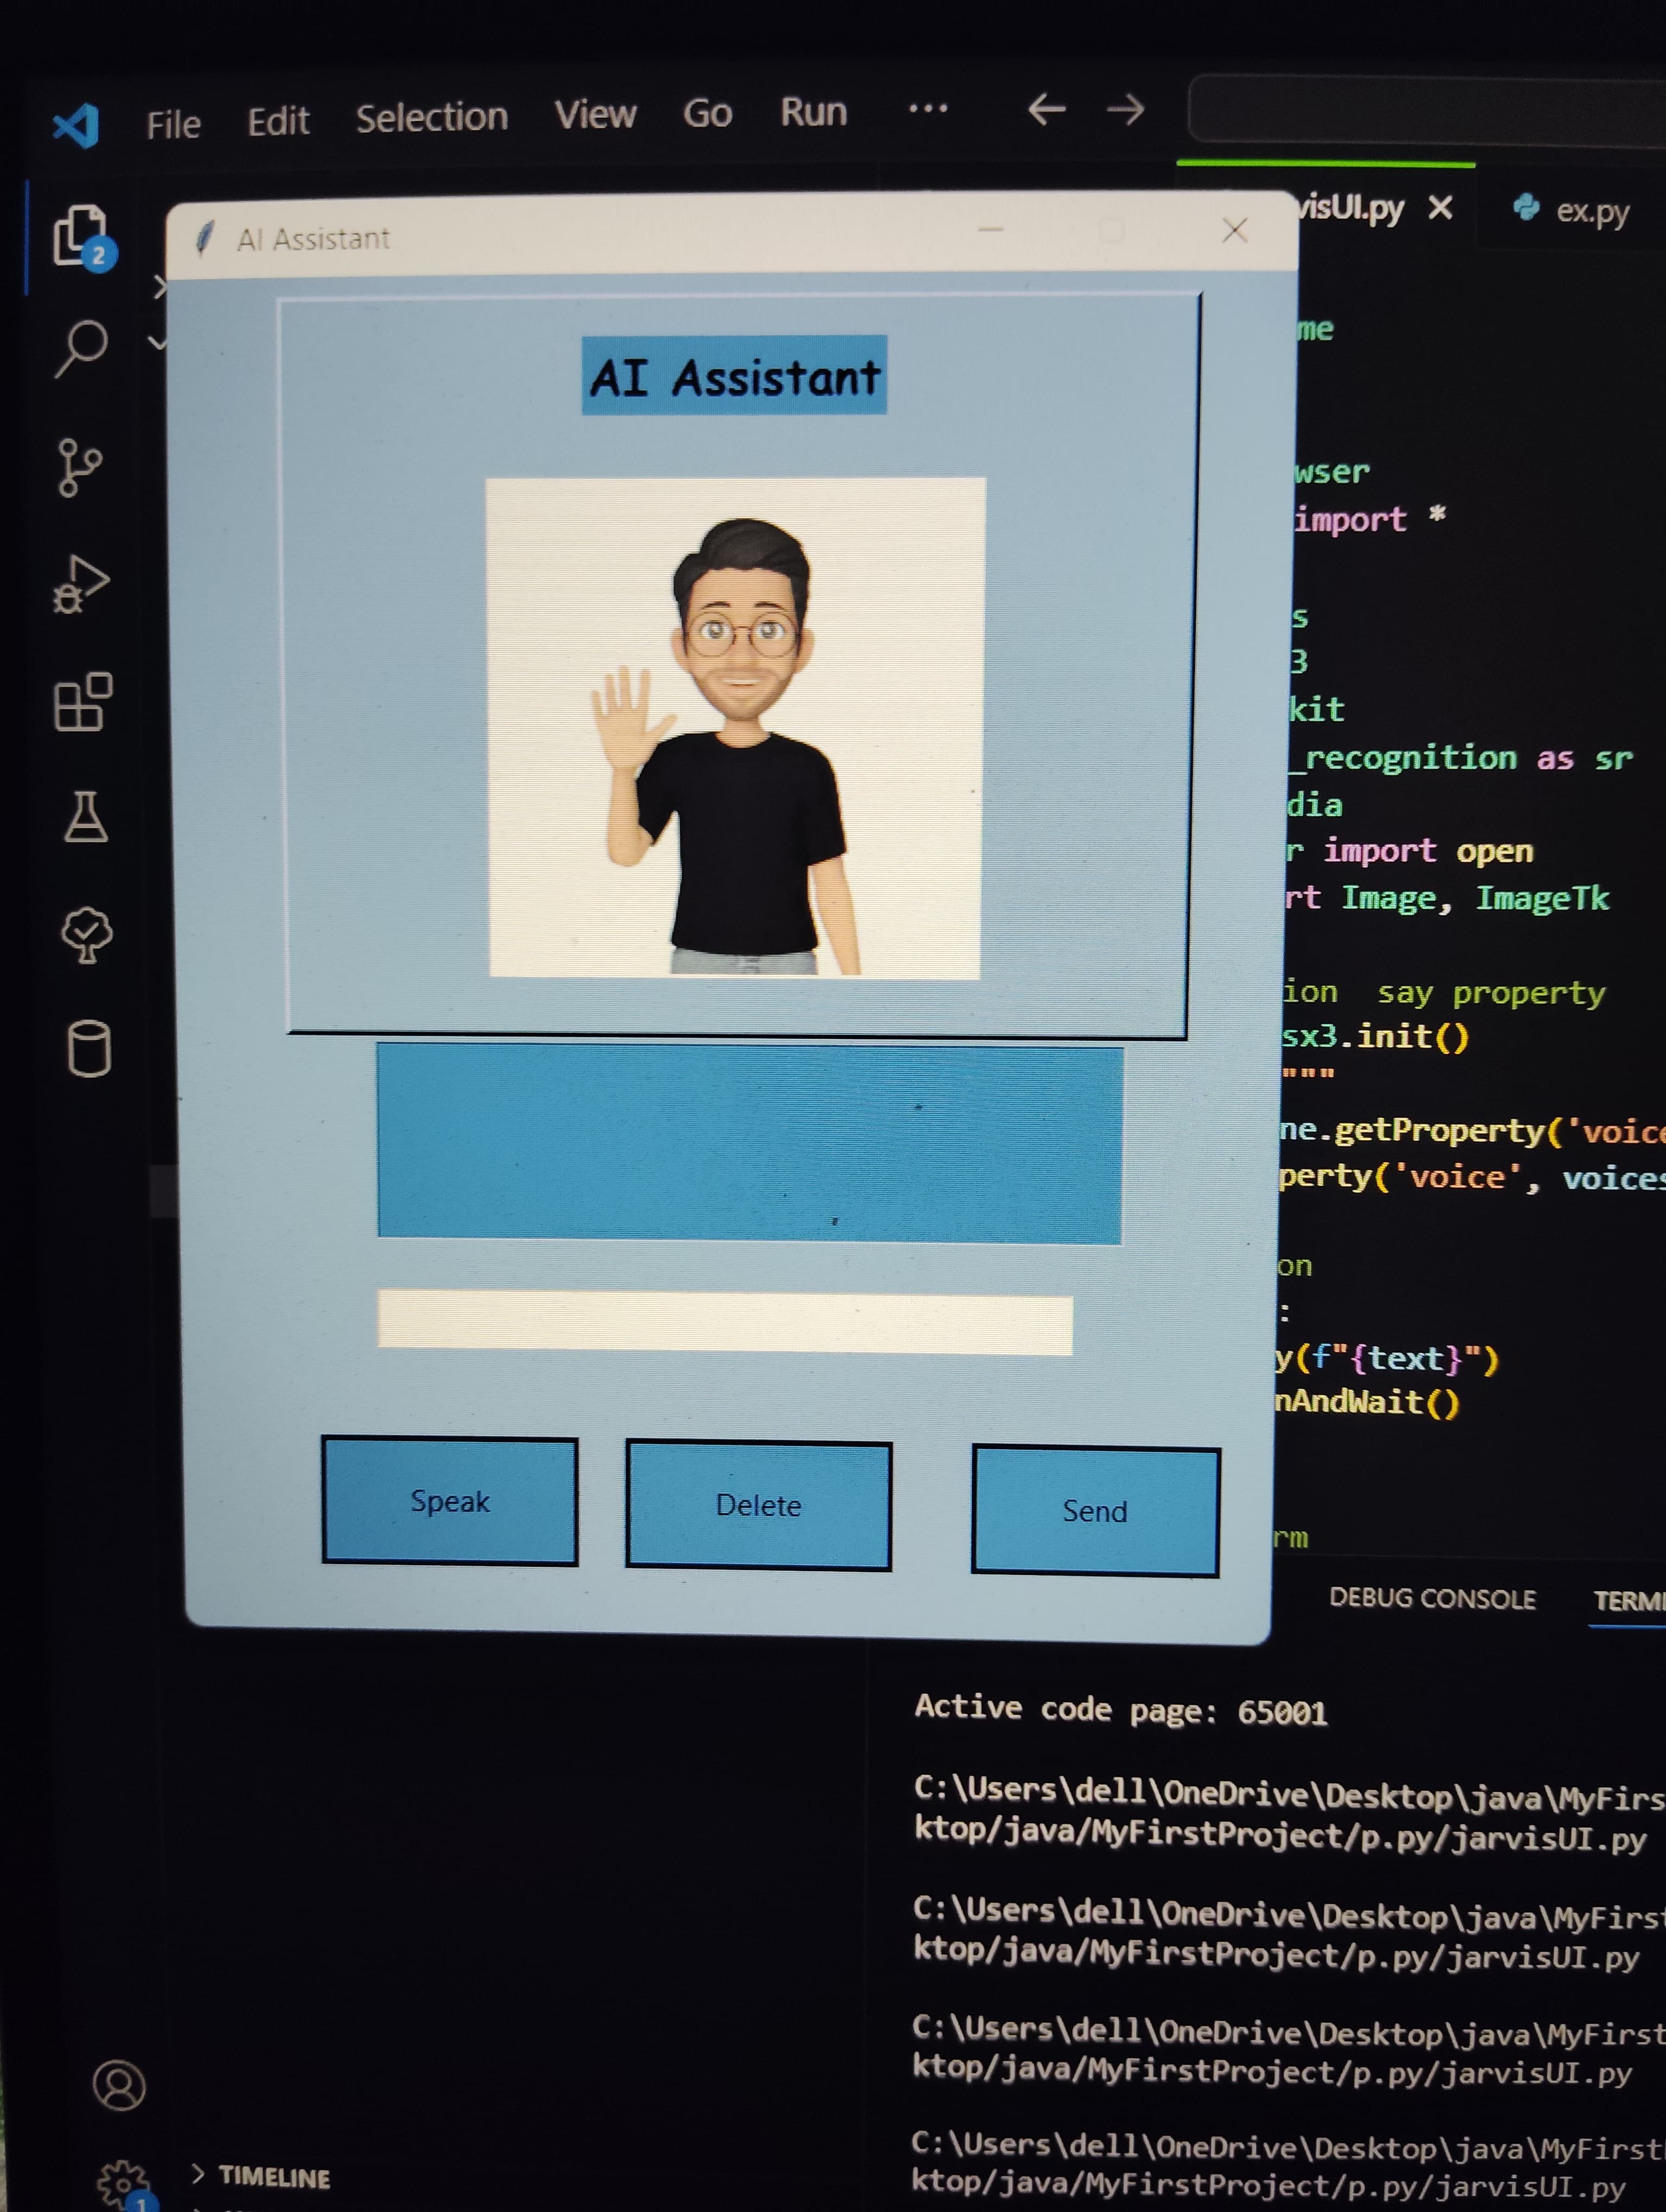 File Edit Selection View Go Run ...
2
AI Assistant
visUI.py
ex.py
AI Assistant
Speak
Delete
Send
me
wser
import *
s
3
kit
_recognition as sr
dia
r import open
rt Image, ImageTk
ion  say property
sx3.init()
"""
ne.getProperty('voice
perty('voice', voices
on
:
y(f"{text}")
nAndWait()
rm
DEBUG CONSOLE
TERMI
Active code page: 65001
C:\Users\dell\OneDrive\Desktop\java\MyFirs
ktop/java/MyFirstProject/p.py/jarvisUI.py
C:\Users\dell\OneDrive\Desktop\java\MyFirst
ktop/java/MyFirstProject/p.py/jarvisUI.py
C:\Users\dell\OneDrive\Desktop\java\MyFirst
ktop/java/MyFirstProject/p.py/jarvisUI.py
C:\Users\dell\OneDrive\Desktop\java\MyFirst
ktop/java/MyFirstProject/p.py/jarvisUI.py
TIMELINE
1